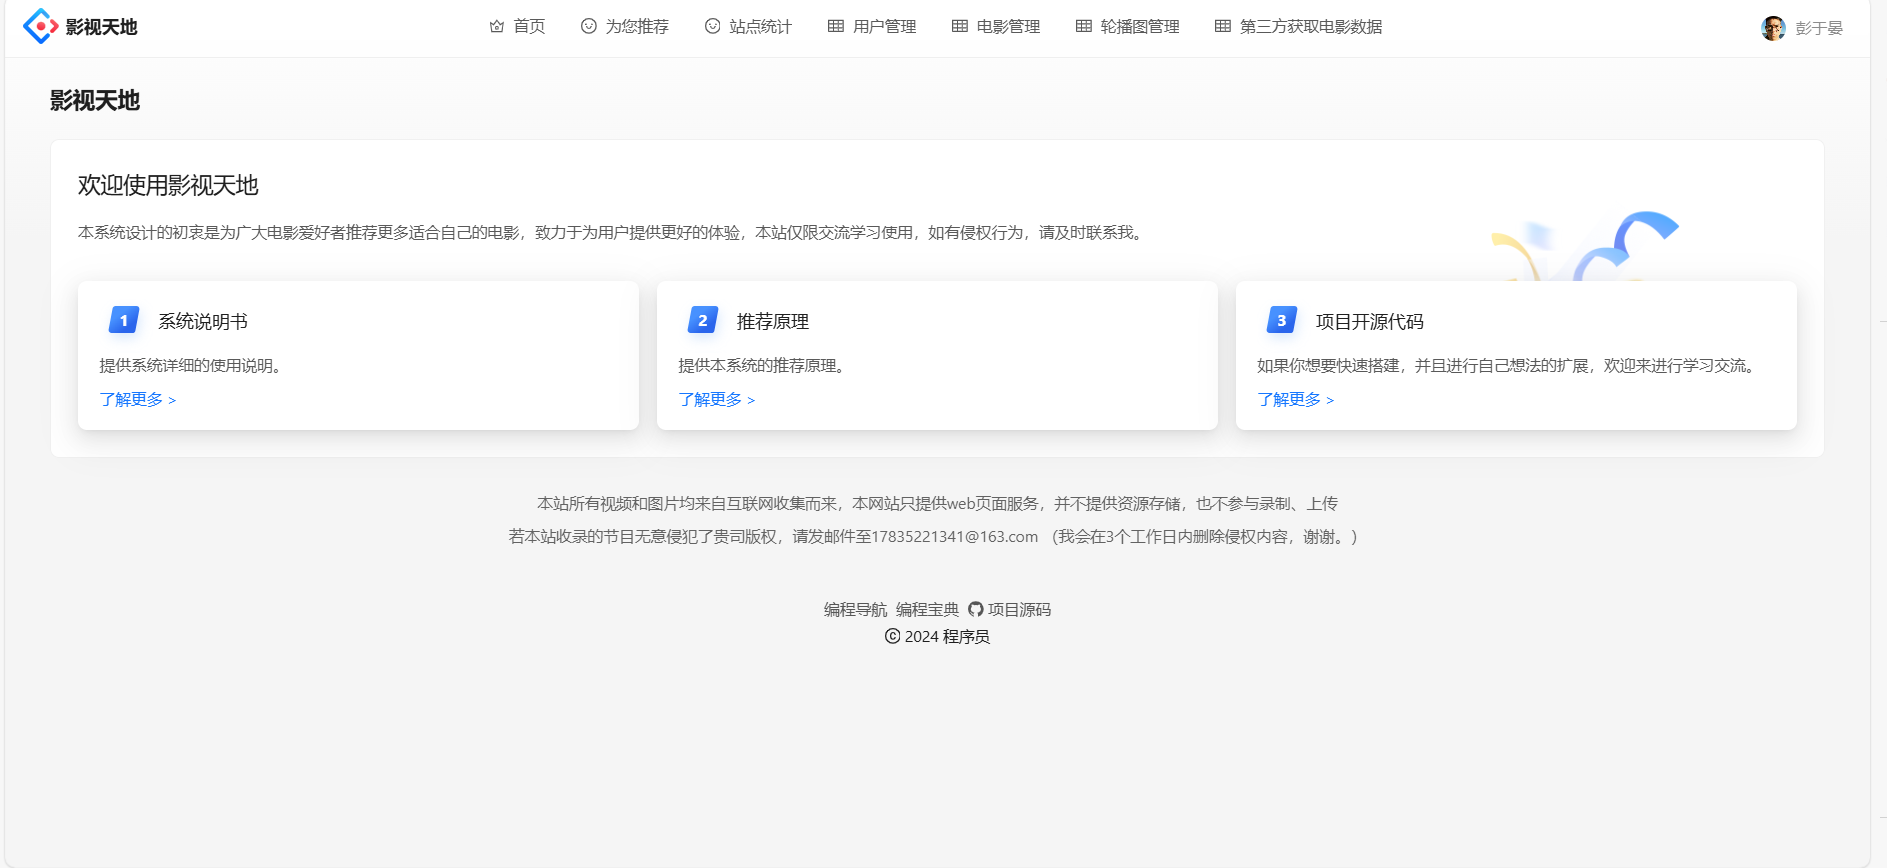 影视天地
首页 为您推荐 站点统计 用户管理 电影管理 轮播图管理 第三方获取电影数据
彭于晏
影视天地
欢迎使用影视天地
本系统设计的初衷是为广大电影爱好者推荐更多适合自己的电影，致力于为用户提供更好的体验，本站仅限交流学习使用，如有侵权行为，请及时联系我。
1 系统说明书
提供系统详细的使用说明。
了解更多 >
2 推荐原理
提供本系统的推荐原理。
了解更多 >
3 项目开源代码
如果你想要快速搭建，并且进行自己想法的扩展，欢迎来进行学习交流。
了解更多 >
本站所有视频和图片均来自互联网收集而来，本网站只提供web页面服务，并不提供资源存储，也不参与录制、上传
若本站收录的节目无意侵犯了贵司版权，请发邮件至17835221341@163.com （我会在3个工作日内删除侵权内容，谢谢。）
编程导航 编程宝典 项目源码
© 2024 程序员